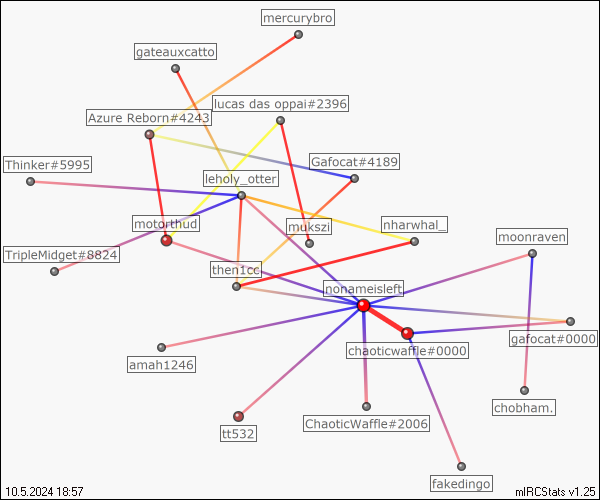 mercurybro
gateauxcatto
lucas das oppai#2396
Azure Reborn#4243
Gafocat#4189
Thinker#5995
leholy_otter
motorthud
mukszi
nharwhal_
moonraven
TripleMidget#8824
then1cc
nonameisleft
gafocat#0000
chaoticwaffle#0000
amah1246
chobham.
ChaoticWaffle#2006
tt532
fakedingo
10.5.2024 18:57
mIRCStats v1.25